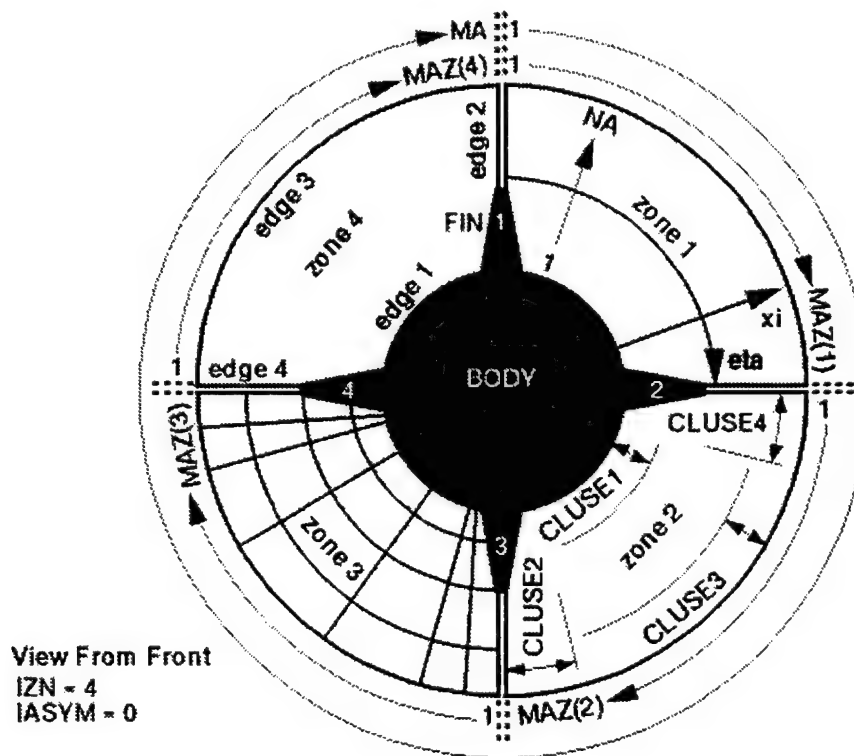 MA 1
MAZ(4) 1
edge 2
NA
edge 3
zone 4
zone 1
FIN 1
1
edge 1
MAZ(1)
xi
1 edge 4
eta
4 BODY 2
1
MAZ(3)
CLUSE4
CLUSE1
zone 3
3
zone 2
CLUSE2
CLUSE3
View From Front
IZN = 4
IASYM = 0
1 MAZ(2)